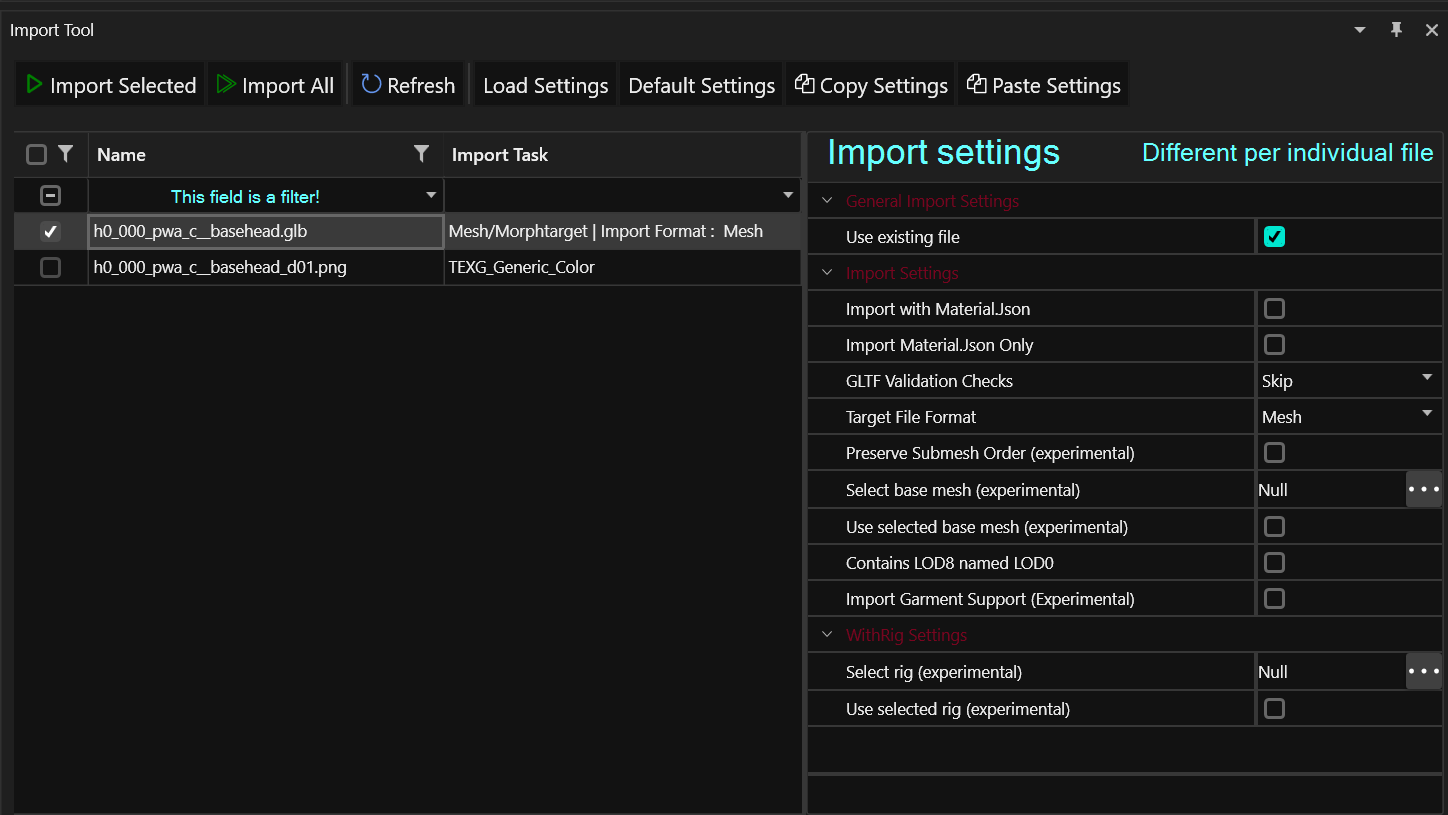 Import Tool
Import Selected Import All Refresh Load Settings Default Settings Copy Settings Paste Settings
Name Import Task
This field is a filter!
h0_000_pwa_c__basehead.glb Mesh/Morphtarget | Import Format : Mesh
h0_000_pwa_c__basehead_d01.png TEXG_Generic_Color
Import settings Different per individual file
General Import Settings
Use existing file
Import Settings
Import with Material.Json
Import Material.Json Only
GLTF Validation Checks Skip
Target File Format Mesh
Preserve Submesh Order (experimental)
Select base mesh (experimental) Null
Use selected base mesh (experimental)
Contains LOD8 named LOD0
Import Garment Support (Experimental)
WithRig Settings
Select rig (experimental) Null
Use selected rig (experimental)